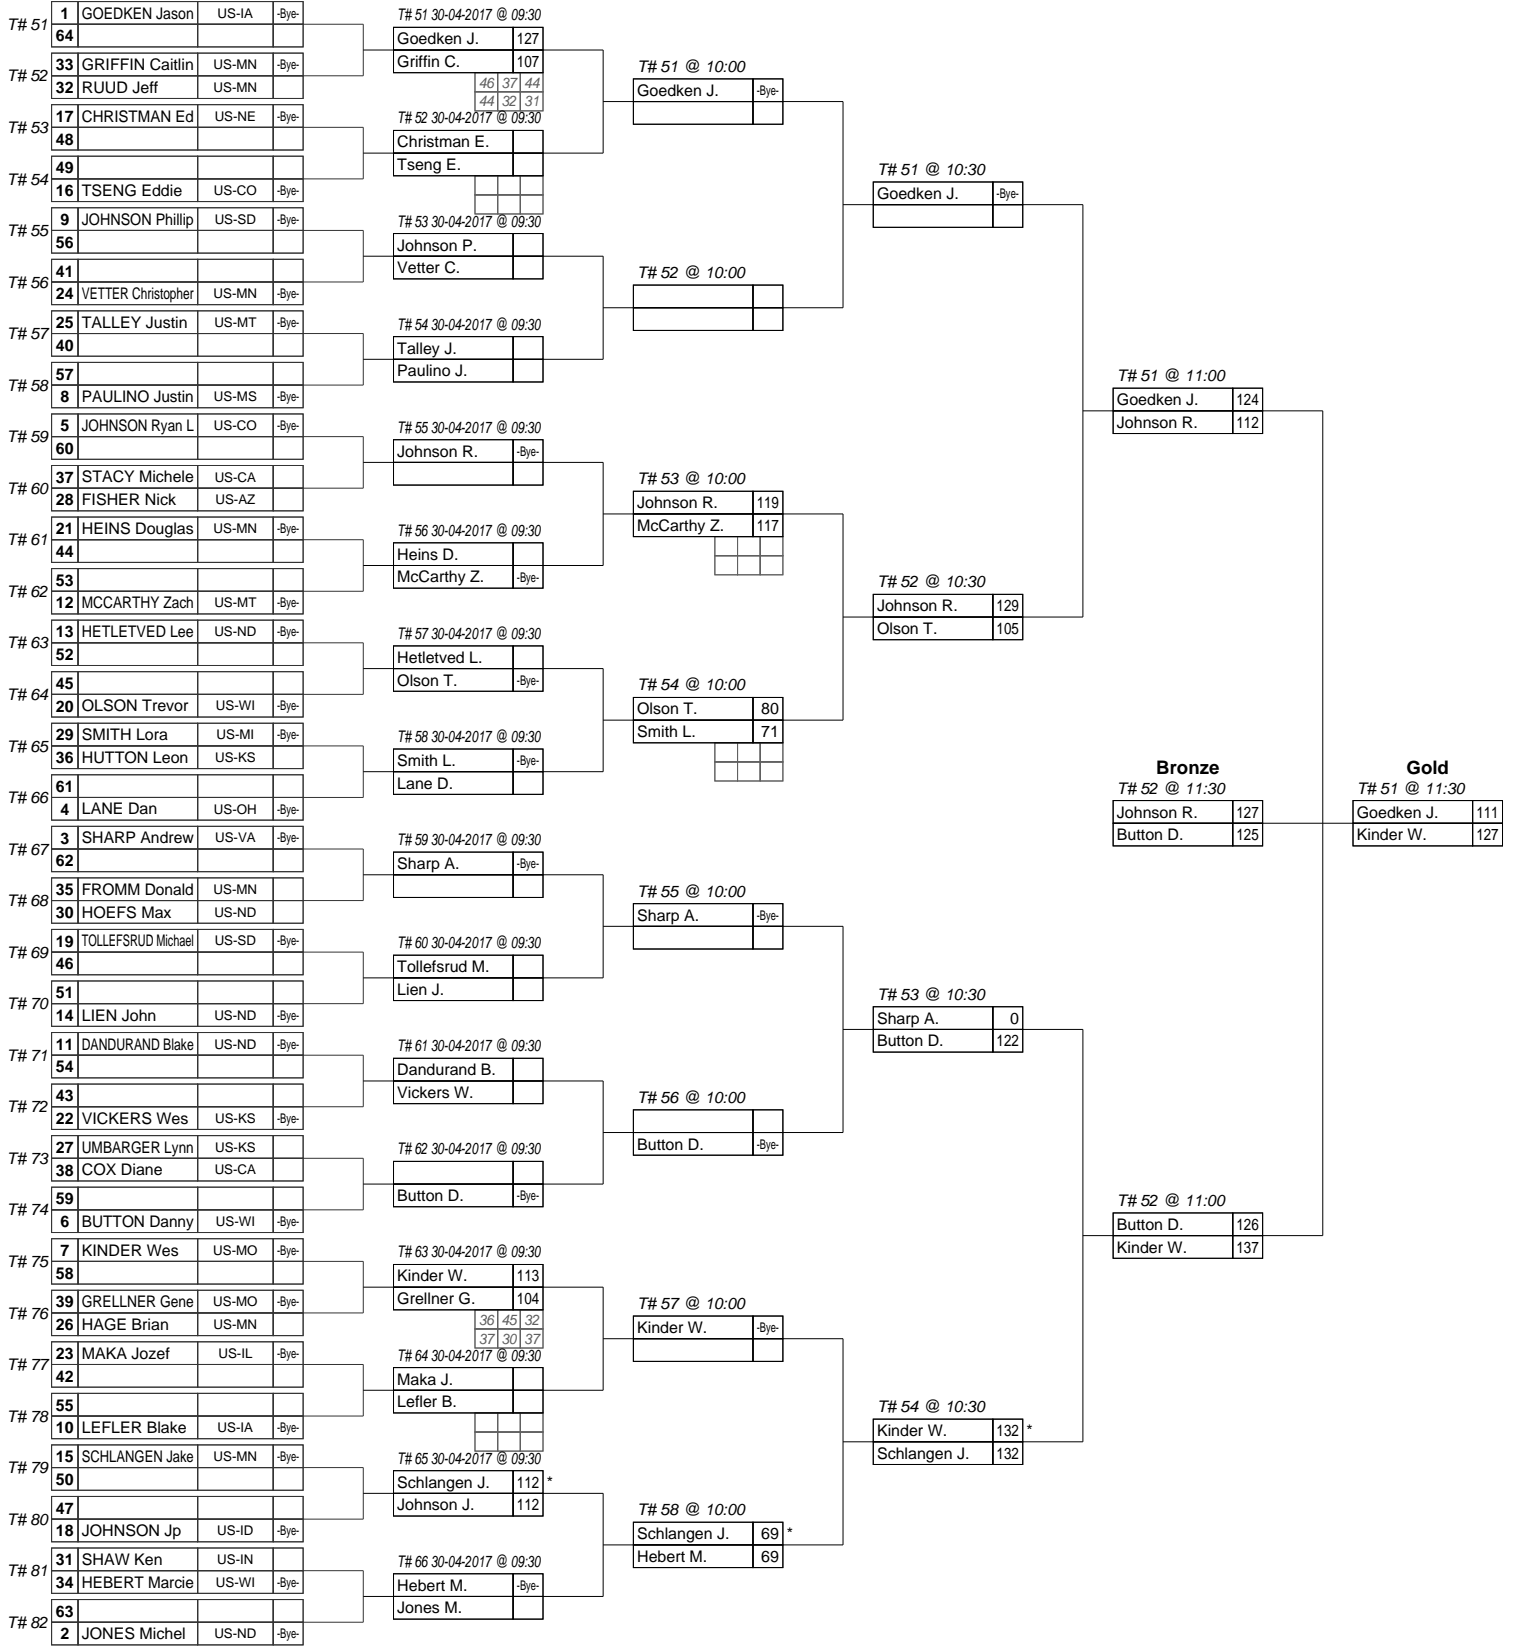 T# 51
1 GOEDKEN Jason US-IA -Bye-
64
T# 52
33 GRIFFIN Caitlin US-MN -Bye-
32 RUUD Jeff US-MN
T# 53
17 CHRISTMAN Ed US-NE -Bye-
48
T# 54
49
16 TSENG Eddie US-CO -Bye-
T# 55
9 JOHNSON Phillip US-SD -Bye-
56
T# 56
41
24 VETTER Christopher US-MN -Bye-
T# 57
25 TALLEY Justin US-MT -Bye-
40
T# 58
57
8 PAULINO Justin US-MS -Bye-
T# 59
5 JOHNSON Ryan L US-CO -Bye-
60
T# 60
37 STACY Michele US-CA
28 FISHER Nick US-AZ
T# 61
21 HEINS Douglas US-MN -Bye-
44
T# 62
53
12 MCCARTHY Zach US-MT -Bye-
T# 63
13 HETLETVED Lee US-ND -Bye-
52
T# 64
45
20 OLSON Trevor US-WI -Bye-
T# 65
29 SMITH Lora US-MI -Bye-
36 HUTTON Leon US-KS
T# 66
61
4 LANE Dan US-OH -Bye-
T# 67
3 SHARP Andrew US-VA -Bye-
62
T# 68
35 FROMM Donald US-MN
30 HOEFS Max US-ND
T# 69
19 TOLLEFSRUD Michael US-SD -Bye-
46
T# 70
51
14 LIEN John US-ND -Bye-
T# 71
11 DANDURAND Blake US-ND -Bye-
54
T# 72
43
22 VICKERS Wes US-KS -Bye-
T# 73
27 UMBARGER Lynn US-KS
38 COX Diane US-CA
T# 74
59
6 BUTTON Danny US-WI -Bye-
T# 75
7 KINDER Wes US-MO -Bye-
58
T# 76
39 GRELLNER Gene US-MO -Bye-
26 HAGE Brian US-MN
T# 77
23 MAKA Jozef US-IL -Bye-
42
T# 78
55
10 LEFLER Blake US-IA -Bye-
T# 79
15 SCHLANGEN Jake US-MN -Bye-
50
T# 80
47
18 JOHNSON Jp US-ID -Bye-
T# 81
31 SHAW Ken US-IN
34 HEBERT Marcie US-WI -Bye-
T# 82
63
2 JONES Michel US-ND -Bye-
T# 51 30-04-2017 @ 09:30
Goedken J. 127
Griffin C. 107
46 37 44
44 32 31
T# 52 30-04-2017 @ 09:30
Christman E.
Tseng E.
T# 53 30-04-2017 @ 09:30
Johnson P.
Vetter C.
T# 54 30-04-2017 @ 09:30
Talley J.
Paulino J.
T# 55 30-04-2017 @ 09:30
Johnson R. -Bye-
T# 56 30-04-2017 @ 09:30
Heins D.
McCarthy Z. -Bye-
T# 57 30-04-2017 @ 09:30
Hetletved L.
Olson T. -Bye-
T# 58 30-04-2017 @ 09:30
Smith L. -Bye-
Lane D.
T# 59 30-04-2017 @ 09:30
Sharp A. -Bye-
T# 60 30-04-2017 @ 09:30
Tollefsrud M.
Lien J.
T# 61 30-04-2017 @ 09:30
Dandurand B.
Vickers W.
T# 62 30-04-2017 @ 09:30
Button D. -Bye-
T# 63 30-04-2017 @ 09:30
Kinder W. 113
Grellner G. 104
36 45 32
37 30 37
T# 64 30-04-2017 @ 09:30
Maka J.
Lefler B.
T# 65 30-04-2017 @ 09:30
Schlangen J. 112 *
Johnson J. 112
T# 66 30-04-2017 @ 09:30
Hebert M. -Bye-
Jones M.
T# 51 @ 10:00
Goedken J. -Bye-
T# 52 @ 10:00
T# 53 @ 10:00
Johnson R. 119
McCarthy Z. 117
T# 54 @ 10:00
Olson T. 80
Smith L. 71
T# 55 @ 10:00
Sharp A. -Bye-
T# 56 @ 10:00
Button D. -Bye-
T# 57 @ 10:00
Kinder W. -Bye-
T# 58 @ 10:00
Schlangen J. 69 *
Hebert M. 69
T# 51 @ 10:30
Goedken J. -Bye-
T# 52 @ 10:30
Johnson R. 129
Olson T. 105
T# 53 @ 10:30
Sharp A. 0
Button D. 122
T# 54 @ 10:30
Kinder W. 132 *
Schlangen J. 132
T# 51 @ 11:00
Goedken J. 124
Johnson R. 112
Bronze
T# 52 @ 11:30
Johnson R. 127
Button D. 125
T# 52 @ 11:00
Button D. 126
Kinder W. 137
Gold
T# 51 @ 11:30
Goedken J. 111
Kinder W. 127